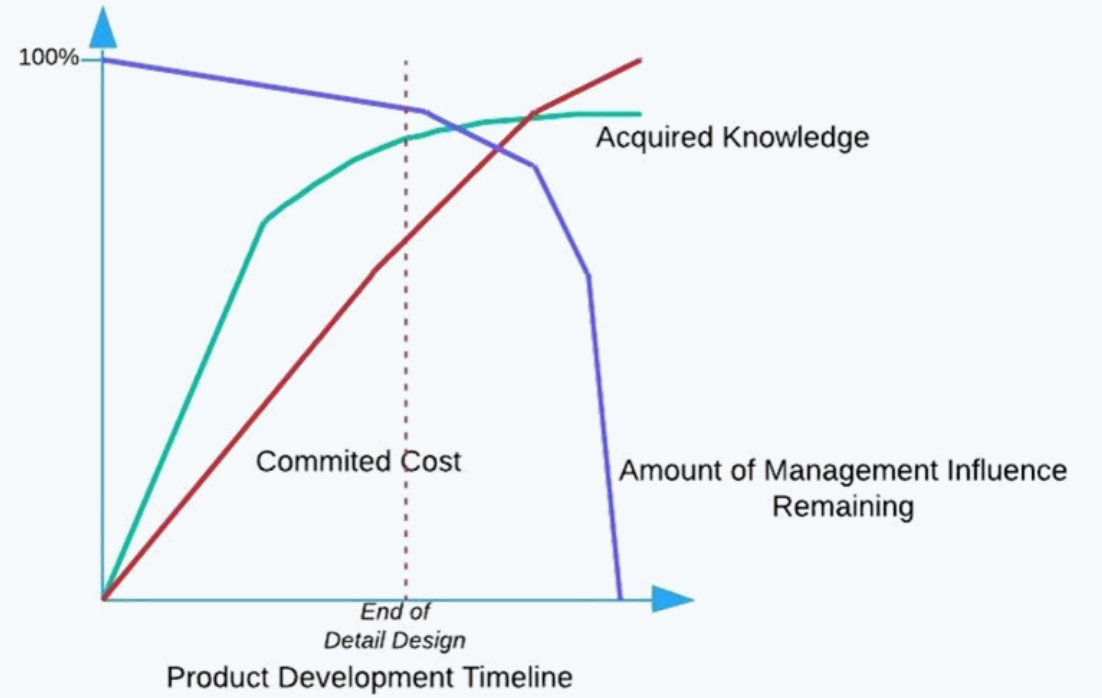 100%
Acquired Knowledge
Commited Cost
Amount of Management Influence
Remaining
End of
Detail Design
Product Development Timeline